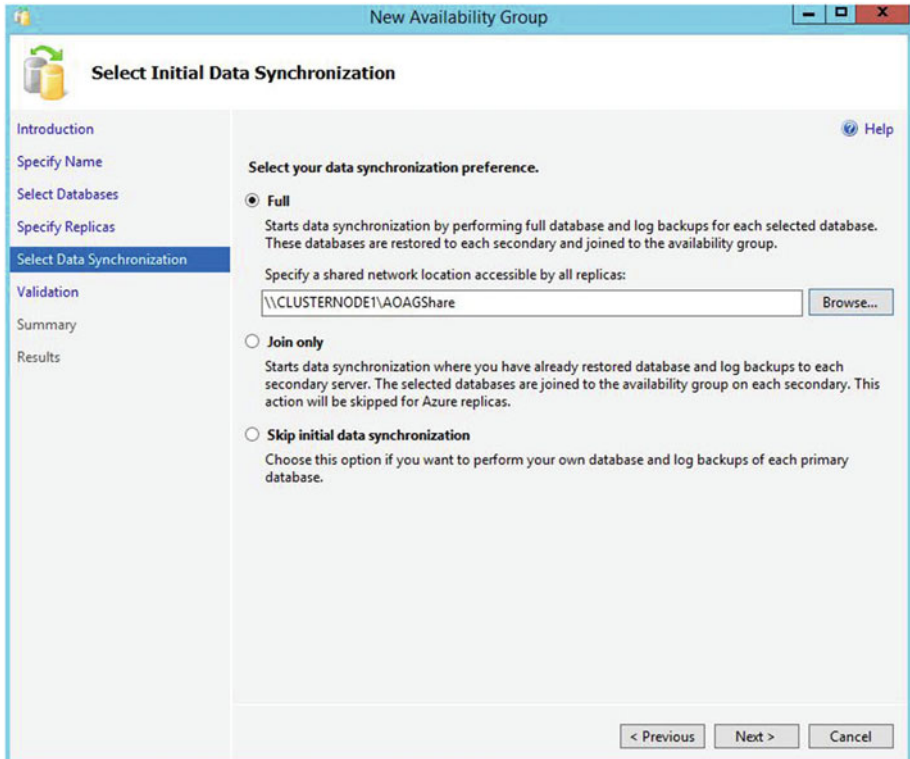 New Availability Group
Select Initial Data Synchronization
Introduction
Specify Name
Select Databases
Specify Replicas
Select Data Synchronization
Validation
Summary
Results
Help
Select your data synchronization preference.
Full
Starts data synchronization by performing full database and log backups for each selected database.
These databases are restored to each secondary and joined to the availability group.
Specify a shared network location accessible by all replicas:
\\CLUSTERNODE1\AOAGShare
Browse...
Join only
Starts data synchronization where you have already restored database and log backups to each
secondary server. The selected databases are joined to the availability group on each secondary. This
action will be skipped for Azure replicas.
Skip initial data synchronization
Choose this option if you want to perform your own database and log backups of each primary
database.
< Previous
Next >
Cancel